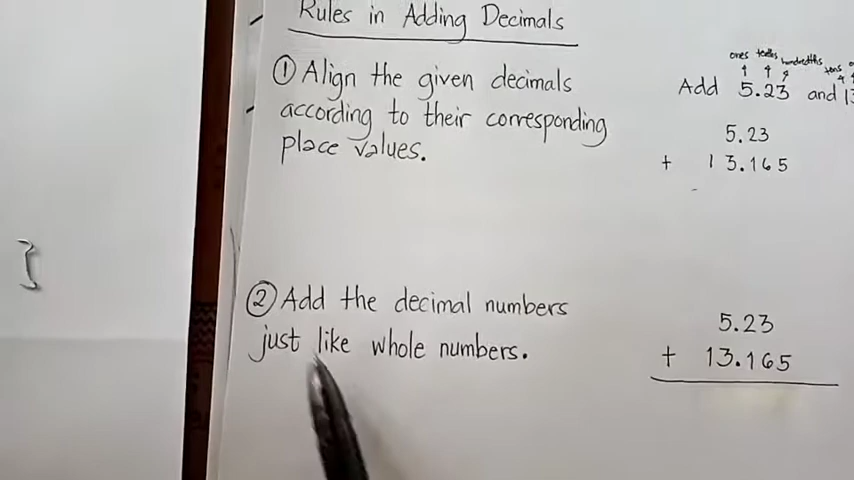 Rules in Adding Decimals
① Align the given decimals
according to their corresponding
place values.
ones tenths hundredths tens
Add 5.23 and 13
5.23
+ 13.165
② Add the decimal numbers
just like whole numbers.
5.23
+ 13.165